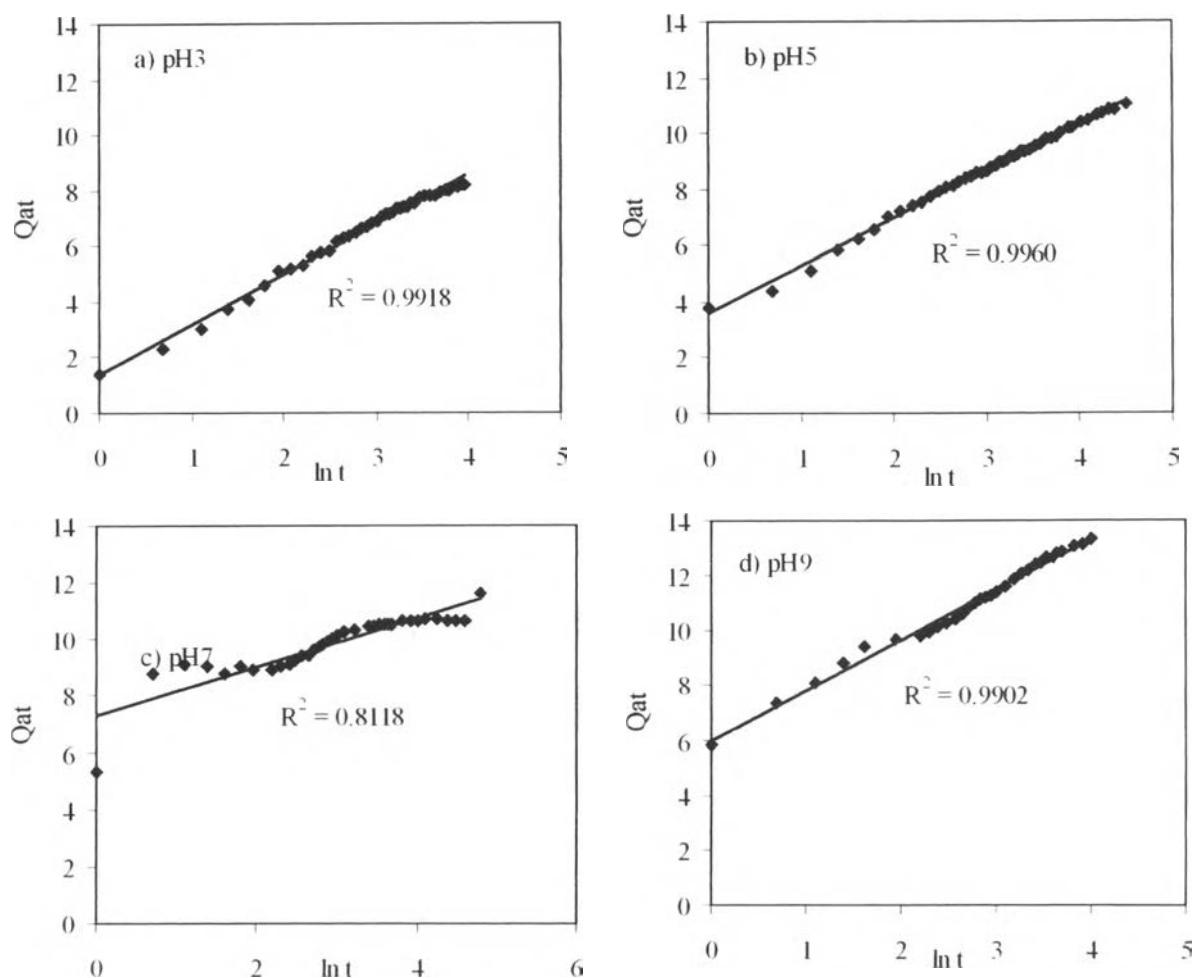 14
12
10
8
6
4
2
0
Qat
a) pH3
R² = 0.9918
0 1 2 3 4 5
ln t
14
12
10
8
6
4
2
0
Qat
b) pH5
R² = 0.9960
0 1 2 3 4 5
ln t
14
12
10
8
6
4
2
0
Qat
c) pH7
R² = 0.8118
0 2 4 6
ln t
14
12
10
8
6
4
2
0
Qat
d) pH9
R² = 0.9902
0 1 2 3 4 5
ln t